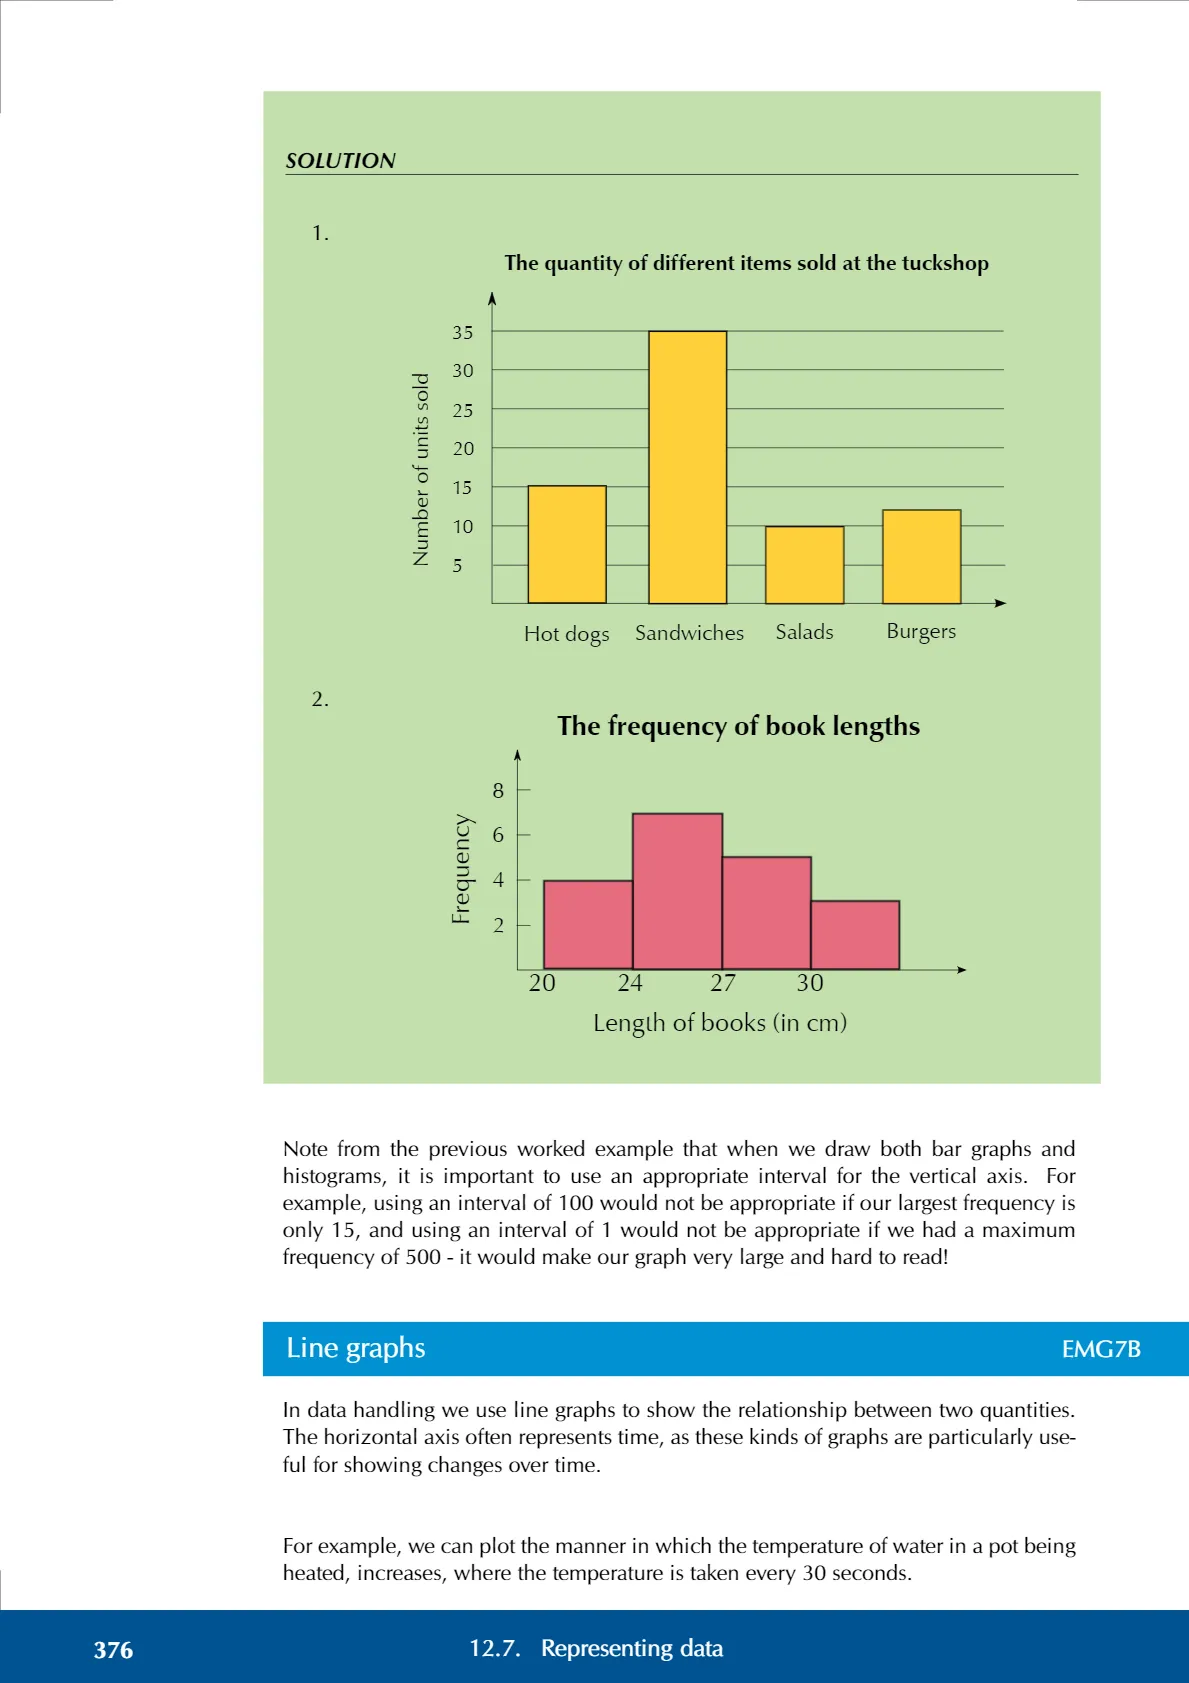 SOLUTION
1.
The quantity of different items sold at the tuckshop
Number of units sold
35
30
25
20
15
10
5
Hot dogs Sandwiches Salads Burgers
2.
The frequency of book lengths
Frequency
8
6
4
2
20 24 27 30
Length of books (in cm)
Note from the previous worked example that when we draw both bar graphs and
histograms, it is important to use an appropriate interval for the vertical axis. For
example, using an interval of 100 would not be appropriate if our largest frequency is
only 15, and using an interval of 1 would not be appropriate if we had a maximum
frequency of 500 - it would make our graph very large and hard to read!
Line graphs EMG7B
In data handling we use line graphs to show the relationship between two quantities.
The horizontal axis often represents time, as these kinds of graphs are particularly use-
ful for showing changes over time.
For example, we can plot the manner in which the temperature of water in a pot being
heated, increases, where the temperature is taken every 30 seconds.
376 12.7. Representing data